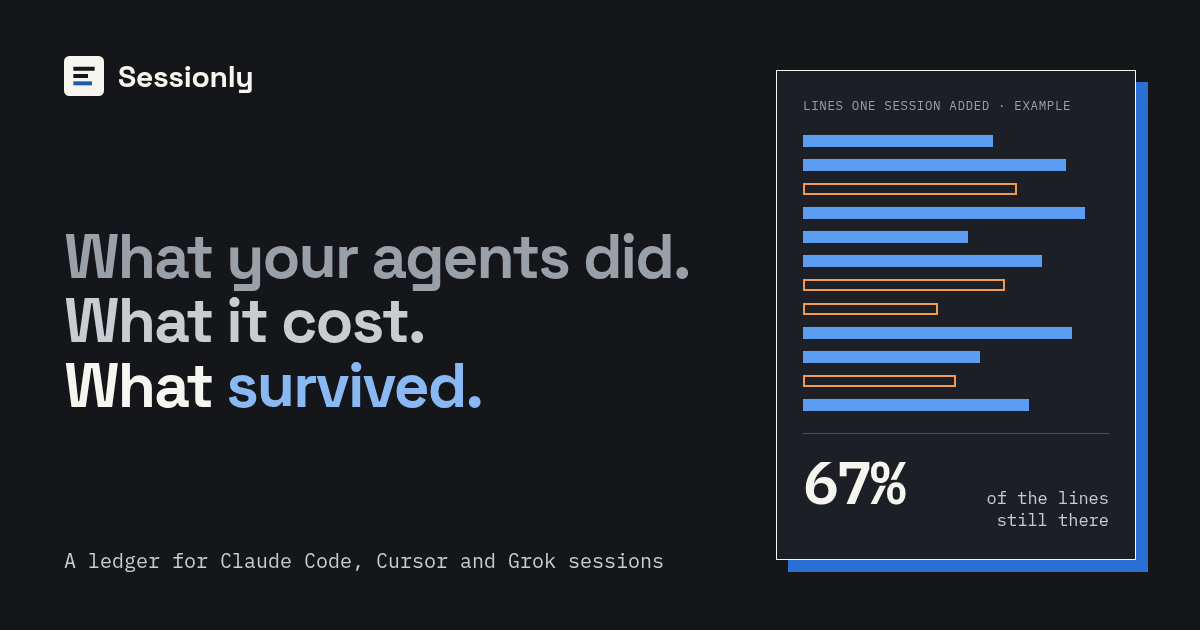 Sessionly
What your agents did.
What it cost.
What survived.
A ledger for Claude Code, Cursor and Grok sessions
LINES ONE SESSION ADDED · EXAMPLE
67%
of the lines
still there